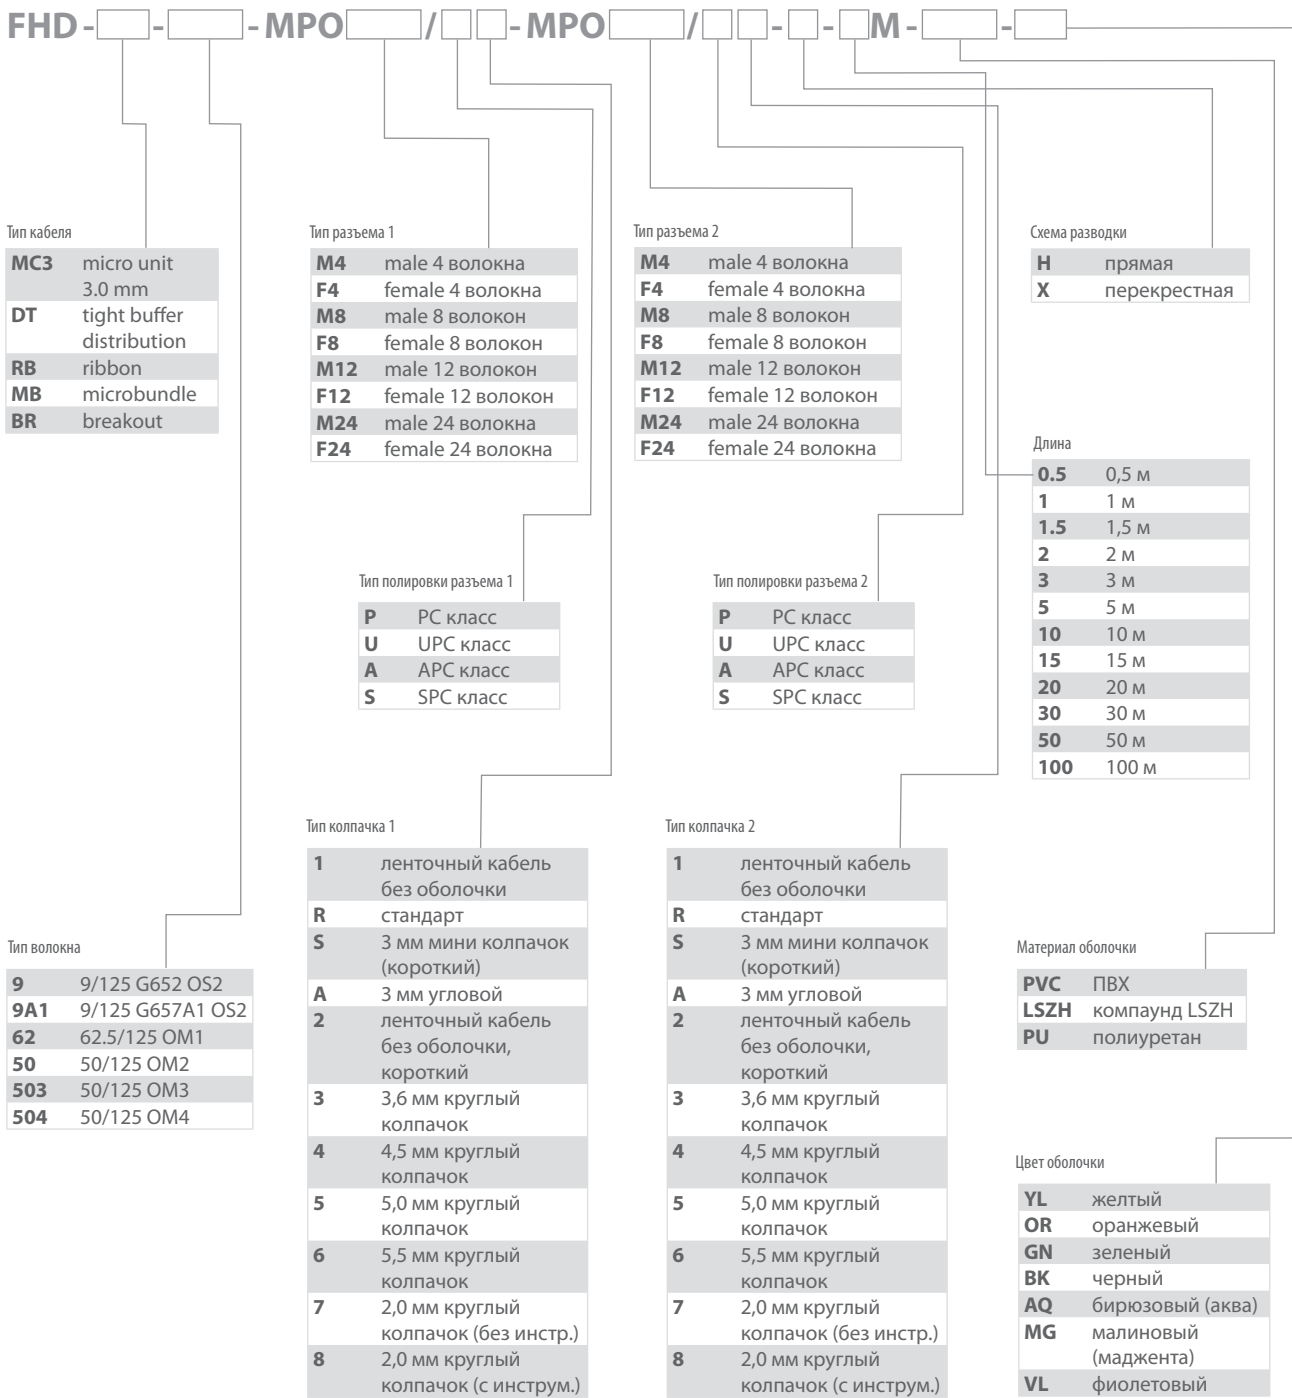 FHD - - - MPO / - MPO / - - M - -
Тип кабеля
MC3 micro unit
3.0 mm
DT tight buffer
distribution
RB ribbon
MB microbundle
BR breakout
Тип разъема 1
M4 male 4 волокна
F4 female 4 волокна
M8 male 8 волокон
F8 female 8 волокон
M12 male 12 волокон
F12 female 12 волокон
M24 male 24 волокна
F24 female 24 волокна
Тип разъема 2
M4 male 4 волокна
F4 female 4 волокна
M8 male 8 волокон
F8 female 8 волокон
M12 male 12 волокон
F12 female 12 волокон
M24 male 24 волокна
F24 female 24 волокна
Схема разводки
H прямая
X перекрестная
Длина
0.5 0,5 м
1 1 м
1.5 1,5 м
2 2 м
3 3 м
5 5 м
10 10 м
15 15 м
20 20 м
30 30 м
50 50 м
100 100 м
Тип полировки разъема 1
P PC класс
U UPC класс
A APC класс
S SPC класс
Тип полировки разъема 2
P PC класс
U UPC класс
A APC класс
S SPC класс
Тип колпачка 1
1 ленточный кабель
без оболочки
R стандарт
S 3 мм мини колпачок
(короткий)
A 3 мм угловой
2 ленточный кабель
без оболочки,
короткий
3 3,6 мм круглый
колпачок
4 4,5 мм круглый
колпачок
5 5,0 мм круглый
колпачок
6 5,5 мм круглый
колпачок
7 2,0 мм круглый
колпачок (без инстр.)
8 2,0 мм круглый
колпачок (с инструм.)
Тип колпачка 2
1 ленточный кабель
без оболочки
R стандарт
S 3 мм мини колпачок
(короткий)
A 3 мм угловой
2 ленточный кабель
без оболочки,
короткий
3 3,6 мм круглый
колпачок
4 4,5 мм круглый
колпачок
5 5,0 мм круглый
колпачок
6 5,5 мм круглый
колпачок
7 2,0 мм круглый
колпачок (без инстр.)
8 2,0 мм круглый
колпачок (с инструм.)
Тип волокна
9 9/125 G652 OS2
9A1 9/125 G657A1 OS2
62 62.5/125 OM1
50 50/125 OM2
503 50/125 OM3
504 50/125 OM4
Материал оболочки
PVC ПВХ
LSZH компаунд LSZH
PU полиуретан
Цвет оболочки
YL желтый
OR оранжевый
GN зеленый
BK черный
AQ бирюзовый (аква)
MG малиновый
(маджента)
VL фиолетовый